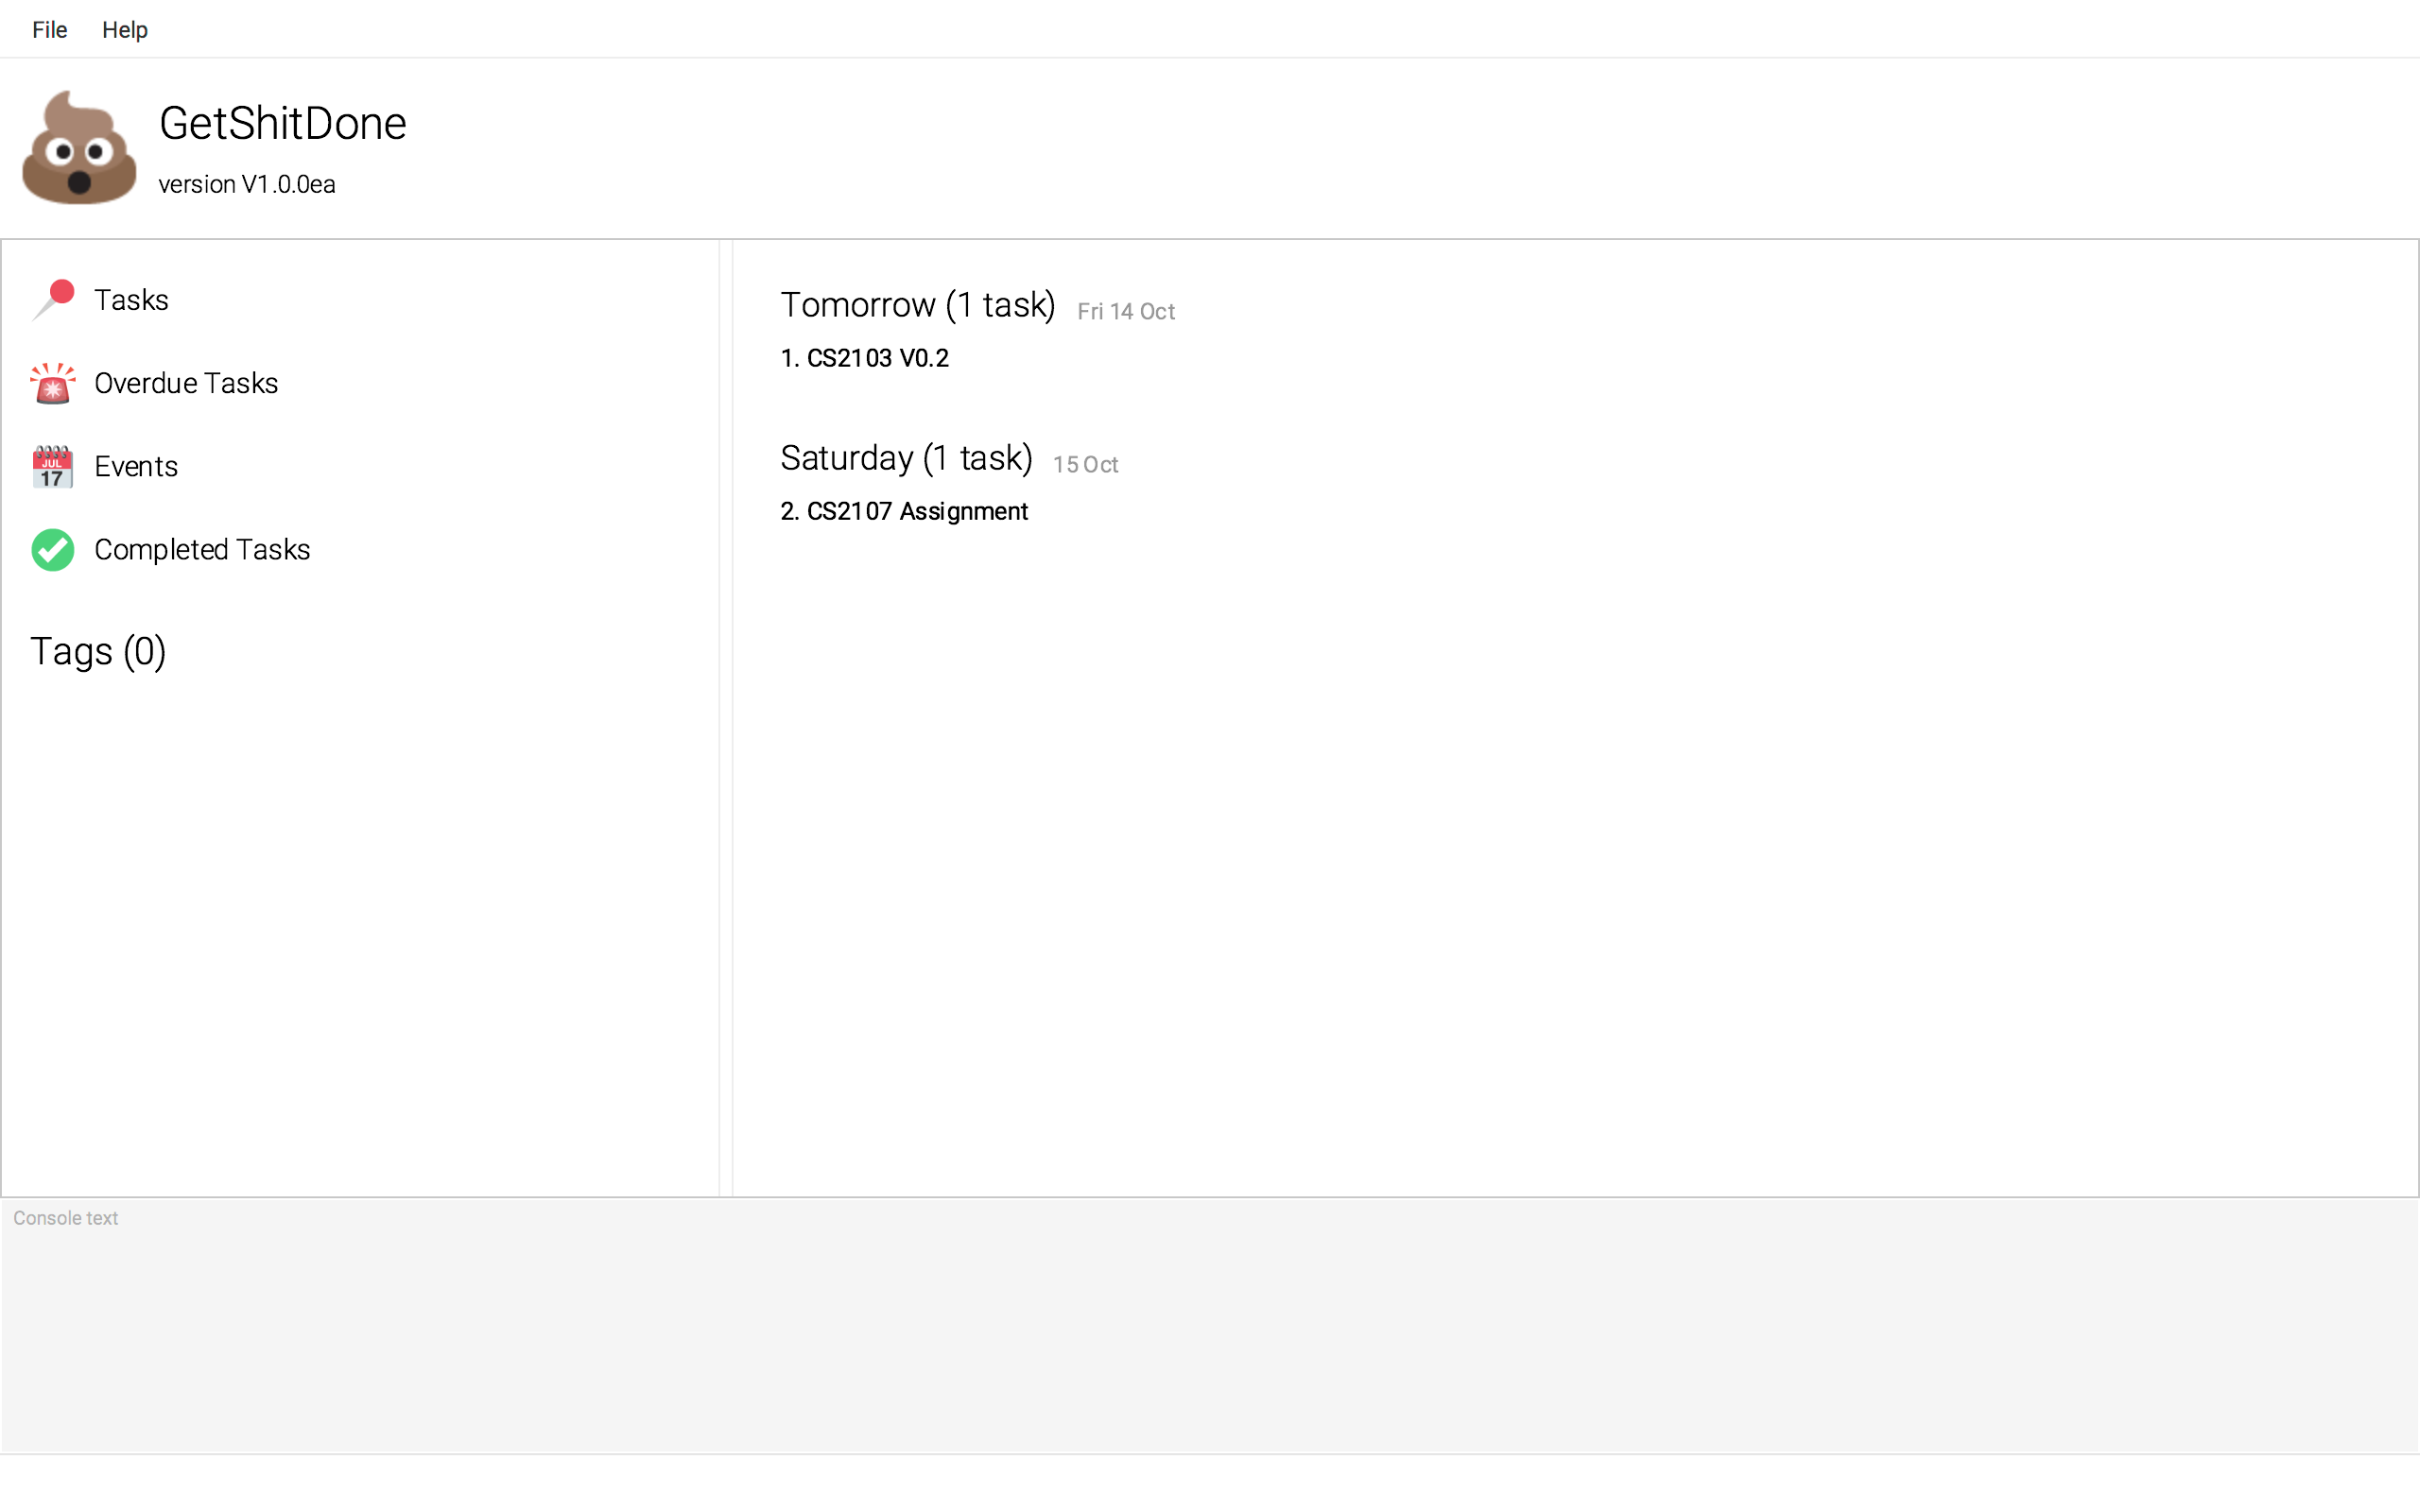 File Help
GetShitDone
version V1.0.0ea
Tasks
Overdue Tasks
JUL
17
Events
Completed Tasks
Tags (0)
Tomorrow (1 task) Fri 14 Oct
1. CS2103 V0.2
Saturday (1 task) 15 Oct
2. CS2107 Assignment
Console text